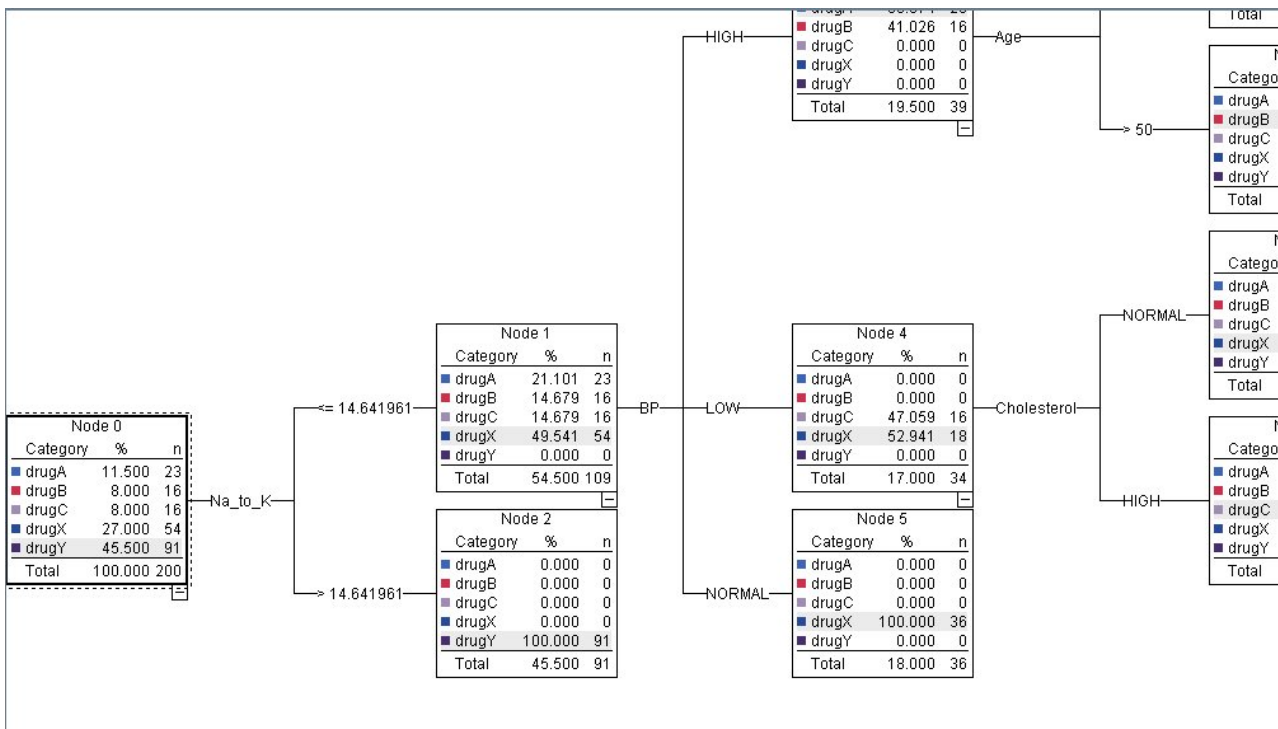 drugB 41.026 16
drugC 0.000 0
drugX 0.000 0
drugY 0.000 0
Total 19.500 39
HIGH
Age
Total
> 50
Catego
drugA
drugB
drugC
drugX
drugY
Total
NORMAL
Catego
drugA
drugB
drugC
drugX
drugY
Total
HIGH
Catego
drugA
drugB
drugC
drugX
drugY
Total
Node 0
Category % n
drugA 11.500 23
drugB 8.000 16
drugC 8.000 16
drugX 27.000 54
drugY 45.500 91
Total 100.000 200
Na_to_K
<= 14.641961
Node 1
Category % n
drugA 21.101 23
drugB 14.679 16
drugC 14.679 16
drugX 49.541 54
drugY 0.000 0
Total 54.500 109
BP
LOW
Node 4
Category % n
drugA 0.000 0
drugB 0.000 0
drugC 47.059 16
drugX 52.941 18
drugY 0.000 0
Total 17.000 34
Cholesterol
> 14.641961
Node 2
Category % n
drugA 0.000 0
drugB 0.000 0
drugC 0.000 0
drugX 0.000 0
drugY 100.000 91
Total 45.500 91
NORMAL
Node 5
Category % n
drugA 0.000 0
drugB 0.000 0
drugC 0.000 0
drugX 100.000 36
drugY 0.000 0
Total 18.000 36